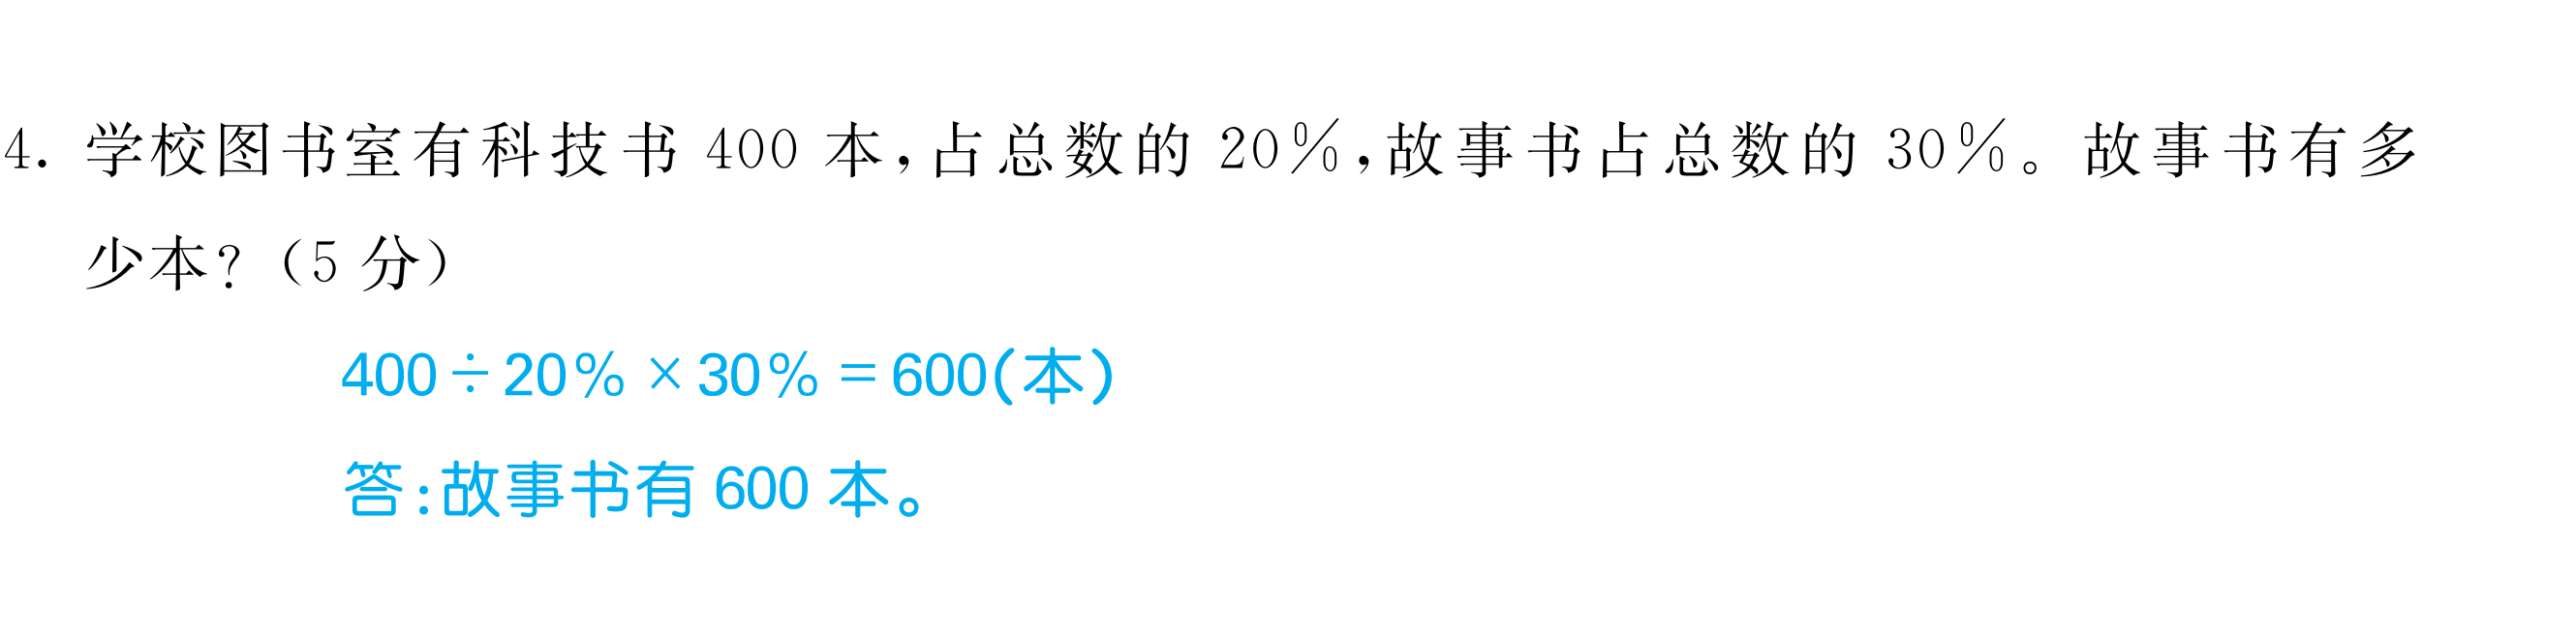 4. 学校图书室有科技书 400 本,占总数的 20%,故事书占总数的 30%。故事书有多
少本?(5 分)
400÷20%×30%=600(本)
答:故事书有 600 本。